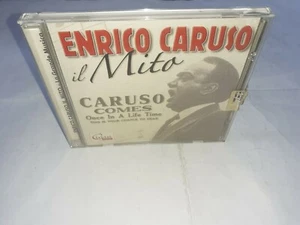 ENRICO CARUSO
il Mito
CARUSO
COMES
Once In A Life Time